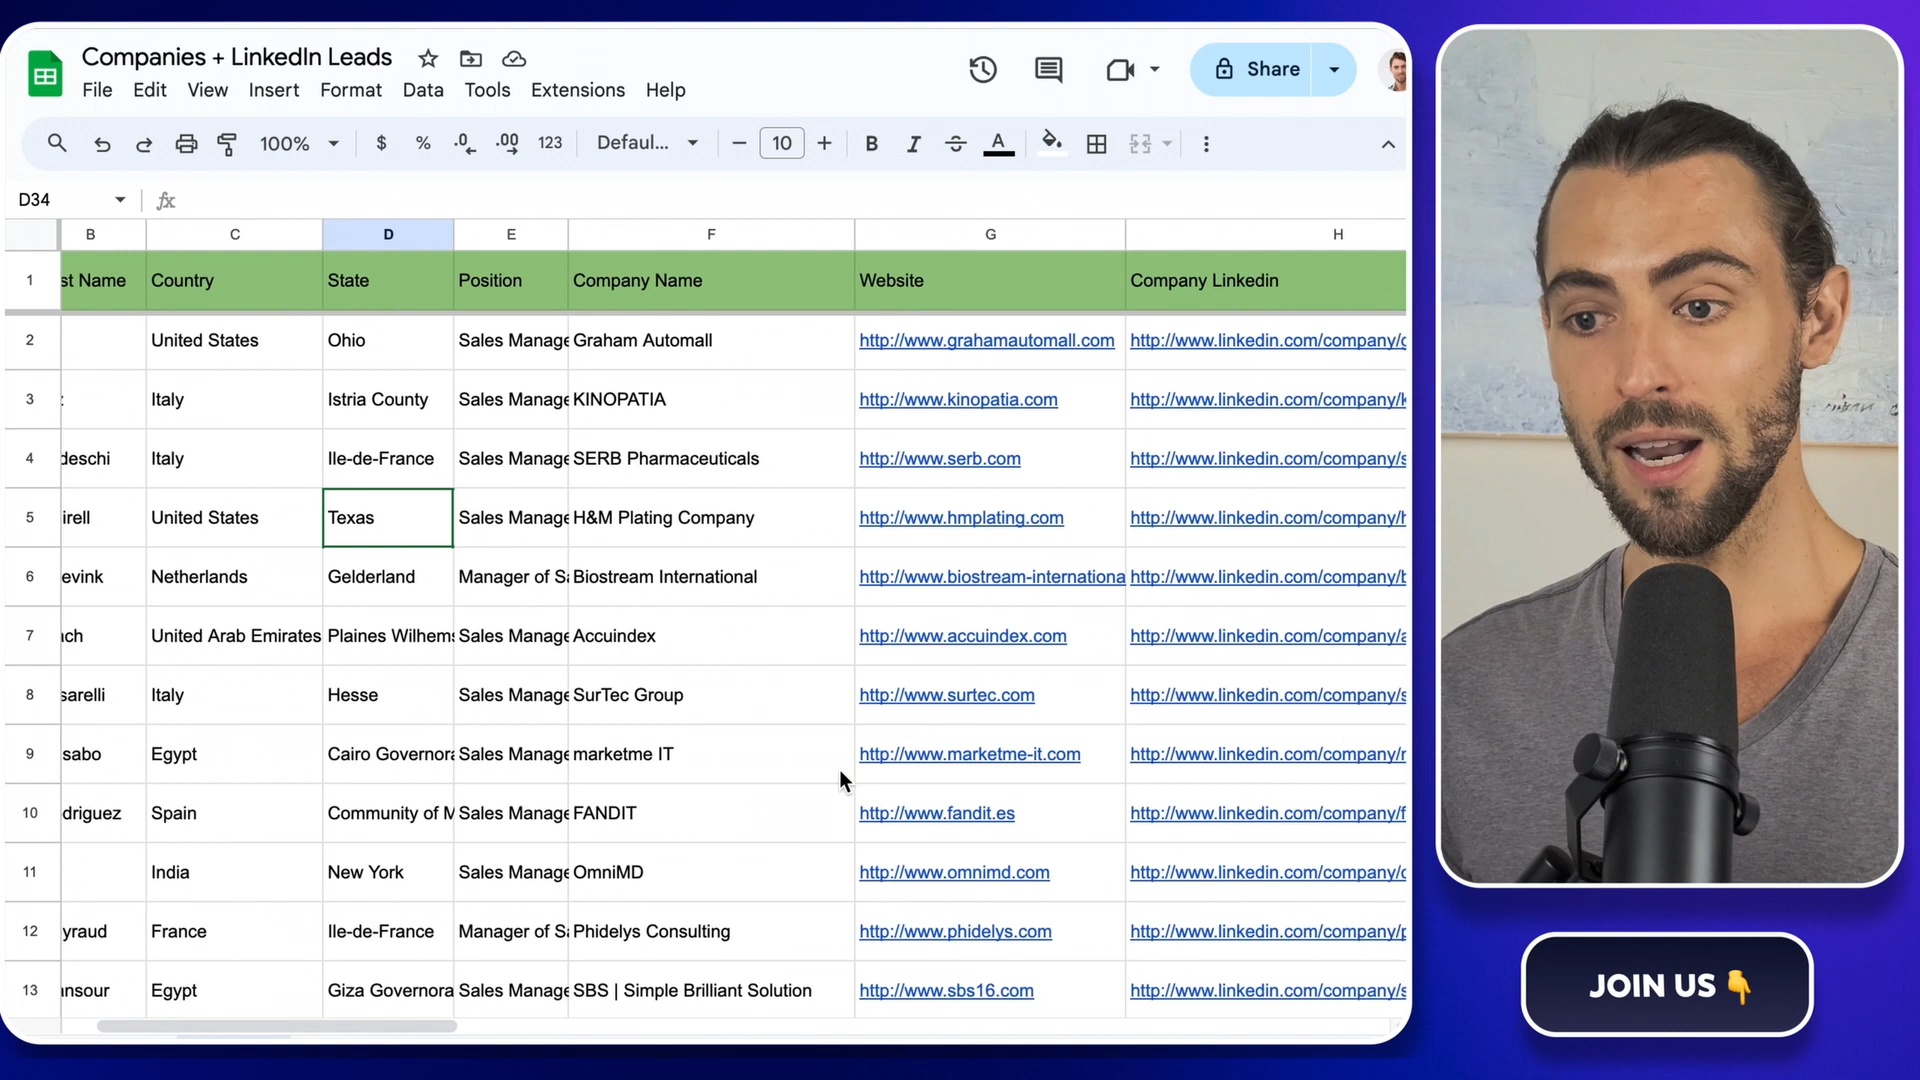 Companies + LinkedIn Leads
Share
File Edit View Insert Format Data Tools Extensions Help
100% $ % .0 .00 123 Defaul... 10 B I S A
D34 fx
B C D E F G H
1 st Name Country State Position Company Name Website Company Linkedin
2 United States Ohio Sales Manage Graham Automall http://www.grahamautomall.com http://www.linkedin.com/company/g
3 Italy Istria County Sales Manage KINOPATIA http://www.kinopatia.com http://www.linkedin.com/company/k
4 deschi Italy Ile-de-France Sales Manage SERB Pharmaceuticals http://www.serb.com http://www.linkedin.com/company/s
5 irell United States Texas Sales Manage H&M Plating Company http://www.hmplating.com http://www.linkedin.com/company/h
6 evink Netherlands Gelderland Manager of Sa Biostream International http://www.biostream-internationa http://www.linkedin.com/company/b
7 ach United Arab Emirates Plaines Wilhems Sales Manage Accuindex http://www.accuindex.com http://www.linkedin.com/company/a
8 sarelli Italy Hesse Sales Manage SurTec Group http://www.surtec.com http://www.linkedin.com/company/s
9 sabo Egypt Cairo Governora Sales Manage marketme IT http://www.marketme-it.com http://www.linkedin.com/company/m
10 driguez Spain Community of M Sales Manage FANDIT http://www.fandit.es http://www.linkedin.com/company/f
11 India New York Sales Manage OmniMD http://www.omnimd.com http://www.linkedin.com/company/o
12 yraud France Ile-de-France Manager of Sa Phidelys Consulting http://www.phidelys.com http://www.linkedin.com/company/p
13 ansour Egypt Giza Governora Sales Manage SBS | Simple Brilliant Solution http://www.sbs16.com http://www.linkedin.com/company/s
JOIN US 👇